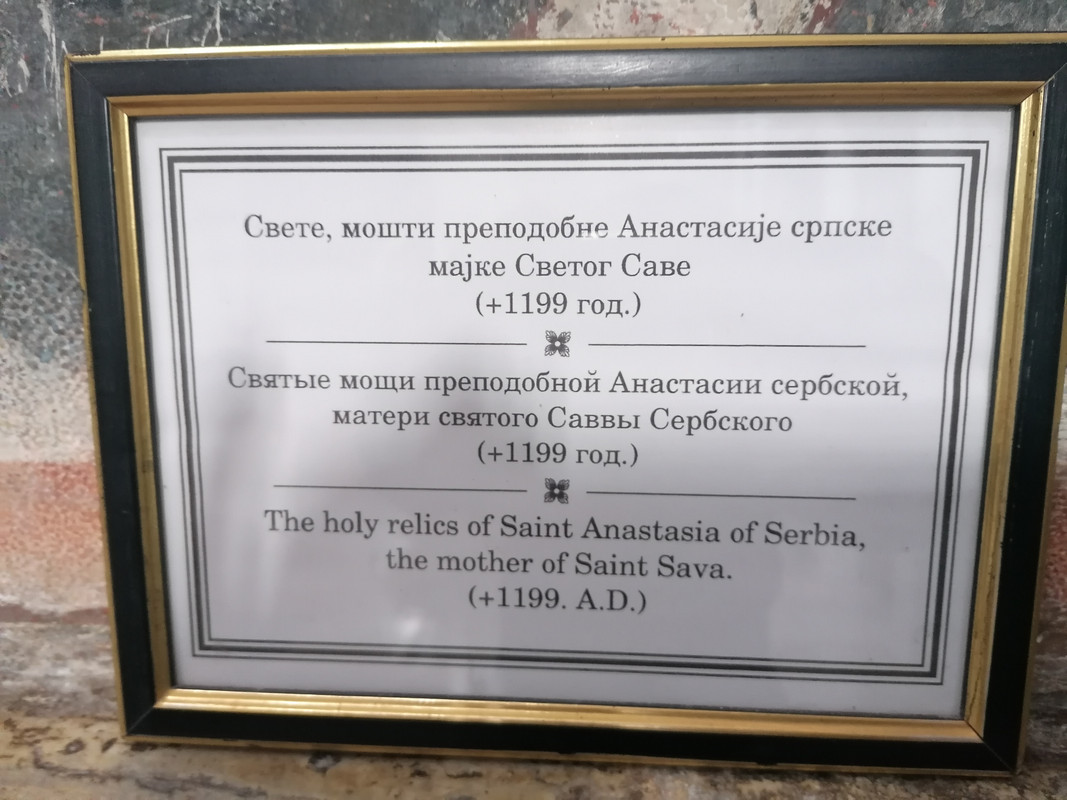 Свете, мошти преподобне Анастасије српске
мајке Светог Саве
(+1199 год.)
Святые мощи преподобной Анастасии сербской,
матери святого Саввы Сербского
(+1199 год.)
The holy relics of Saint Anastasia of Serbia,
the mother of Saint Sava.
(+1199. A.D.)